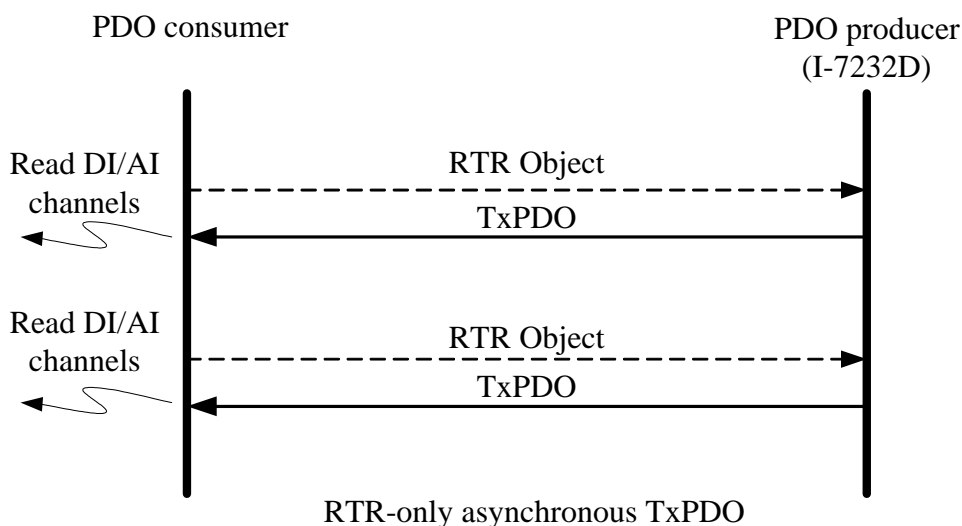 PDO consumer
PDO producer
(I-7232D)
Read DI/AI
channels
RTR Object
TxPDO
Read DI/AI
channels
RTR Object
TxPDO
RTR-only asynchronous TxPDO